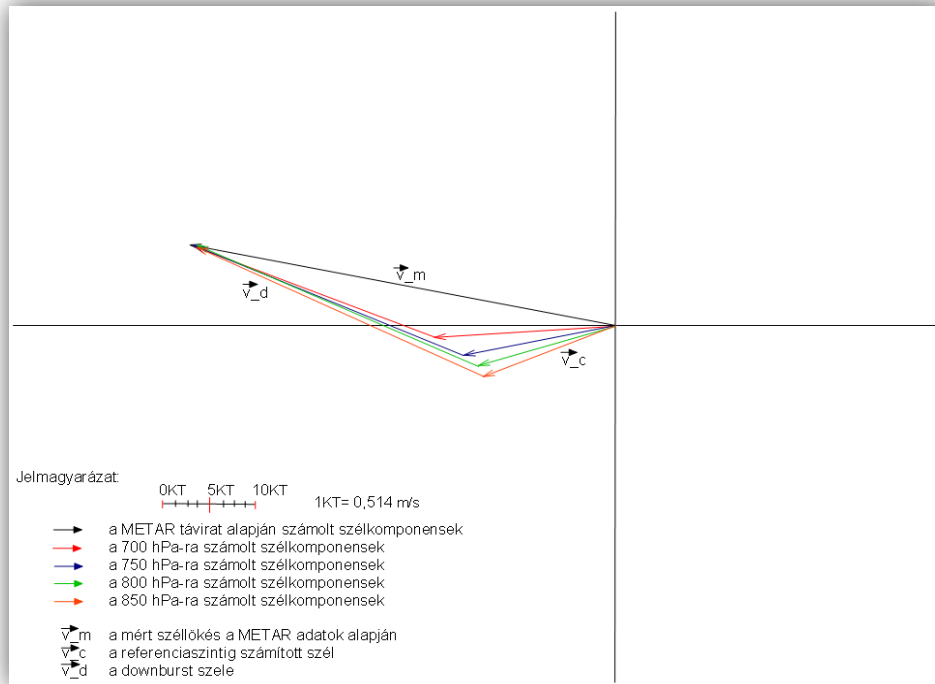 v_m
v_d
v_c
Jelmagyarázat:
0KT 5KT 10KT
1KT= 0,514 m/s
a METAR távirat alapján számolt szélkomponensek
a 700 hPa-ra számolt szélkomponensek
a 750 hPa-ra számolt szélkomponensek
a 800 hPa-ra számolt szélkomponensek
a 850 hPa-ra számolt szélkomponensek
v_m a mért széllökés a METAR adatok alapján
v_c a referenciaszintig számított szél
v_d a downburst szele